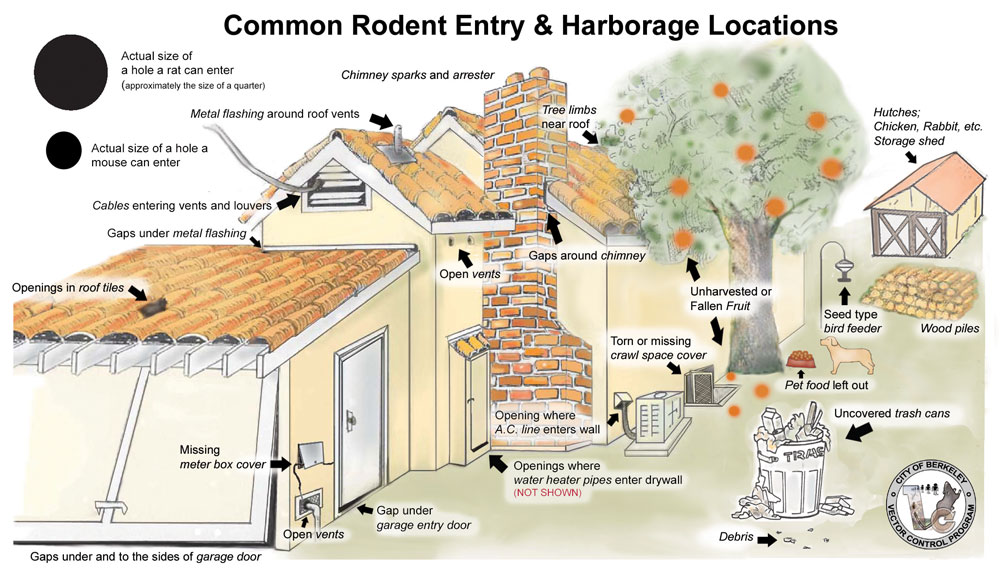 Common Rodent Entry & Harborage Locations
Actual size of
a hole a rat can enter
(approximately the size of a quarter)
Actual size of a hole a
mouse can enter
Chimney sparks and arrester
Metal flashing around roof vents
Tree limbs
near roof
Hutches;
Chicken, Rabbit, etc.
Storage shed
Cables entering vents and louvers
Gaps under metal flashing
Open vents
Gaps around chimney
Openings in roof tiles
Unharvested or
Fallen Fruit
Seed type
bird feeder
Wood piles
Torn or missing
crawl space cover
Pet food left out
Opening where
A.C. line enters wall
Uncovered trash cans
TRASH
Missing
meter box cover
Openings where
water heater pipes enter drywall
(NOT SHOWN)
Gap under
garage entry door
Open vents
Debris
Gaps under and to the sides of garage door
CITY OF BERKELEY
VC
VECTOR CONTROL PROGRAM